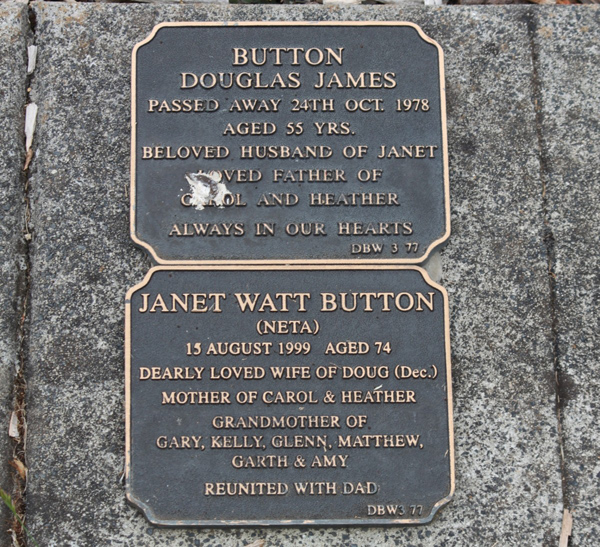 BUTTON
DOUGLAS JAMES
PASSED AWAY 24TH OCT. 1978
AGED 55 YRS.
BELOVED HUSBAND OF JANET
LOVED FATHER OF
CAROL AND HEATHER
ALWAYS IN OUR HEARTS
DBW 3 77
JANET WATT BUTTON
(NETA)
15 AUGUST 1999 AGED 74
DEARLY LOVED WIFE OF DOUG (Dec.)
MOTHER OF CAROL & HEATHER
GRANDMOTHER OF
GARY, KELLY, GLENN, MATTHEW,
GARTH & AMY
REUNITED WITH DAD
DBW3 77